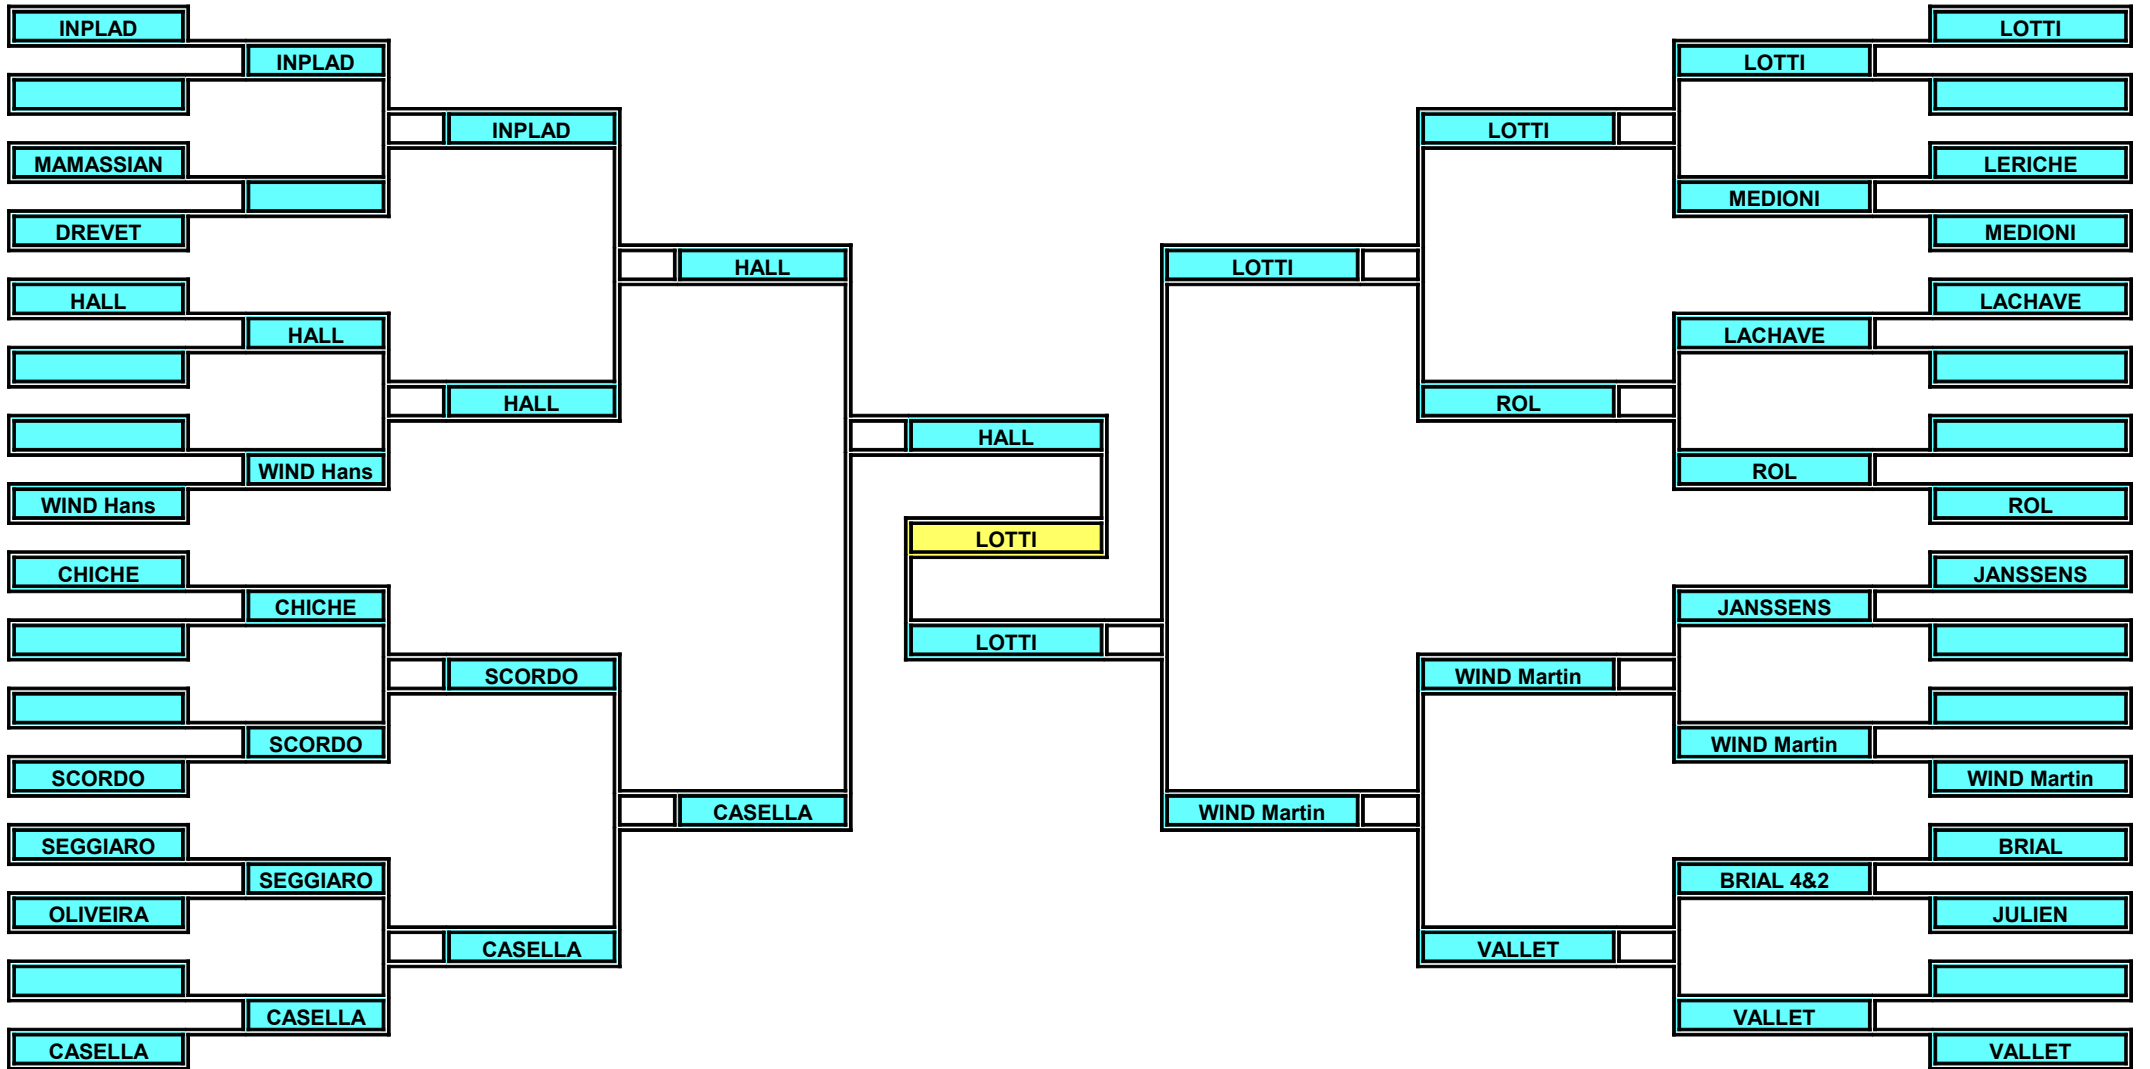 INPLAD
LOTTI
INPLAD
LOTTI
INPLAD
LOTTI
MAMASSIAN
LERICHE
MEDIONI
DREVET
MEDIONI
HALL
LOTTI
HALL
LACHAVE
HALL
LACHAVE
HALL
ROL
HALL
WIND Hans
ROL
WIND Hans
ROL
LOTTI
CHICHE
JANSSENS
CHICHE
JANSSENS
LOTTI
SCORDO
WIND Martin
SCORDO
WIND Martin
SCORDO
WIND Martin
CASELLA
WIND Martin
SEGGIARO
BRIAL
SEGGIARO
BRIAL 4&2
OLIVEIRA
JULIEN
CASELLA
VALLET
CASELLA
VALLET
CASELLA
VALLET